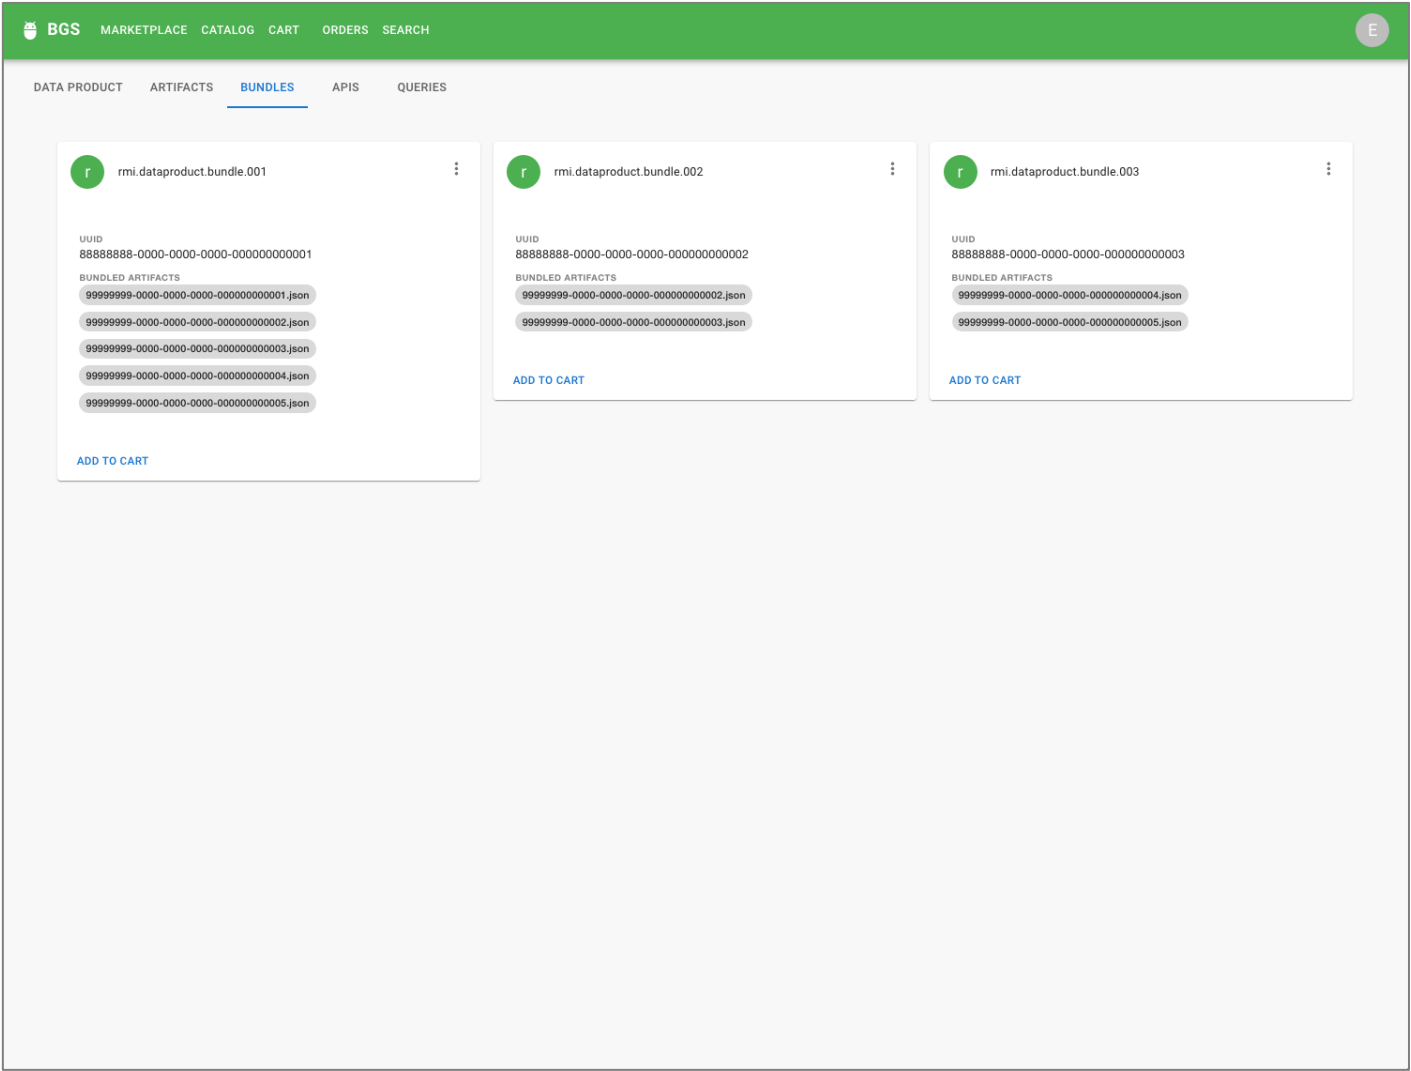 BGS MARKETPLACE CATALOG CART ORDERS SEARCH E
DATA PRODUCT ARTIFACTS BUNDLES APIS QUERIES
r rmi.dataproduct.bundle.001
UUID
88888888-0000-0000-0000-000000000001
BUNDLED ARTIFACTS
99999999-0000-0000-0000-000000000001.json
99999999-0000-0000-0000-000000000002.json
99999999-0000-0000-0000-000000000003.json
99999999-0000-0000-0000-000000000004.json
99999999-0000-0000-0000-000000000005.json
ADD TO CART
r rmi.dataproduct.bundle.002
UUID
88888888-0000-0000-0000-000000000002
BUNDLED ARTIFACTS
99999999-0000-0000-0000-000000000002.json
99999999-0000-0000-0000-000000000003.json
ADD TO CART
r rmi.dataproduct.bundle.003
UUID
88888888-0000-0000-0000-000000000003
BUNDLED ARTIFACTS
99999999-0000-0000-0000-000000000004.json
99999999-0000-0000-0000-000000000005.json
ADD TO CART